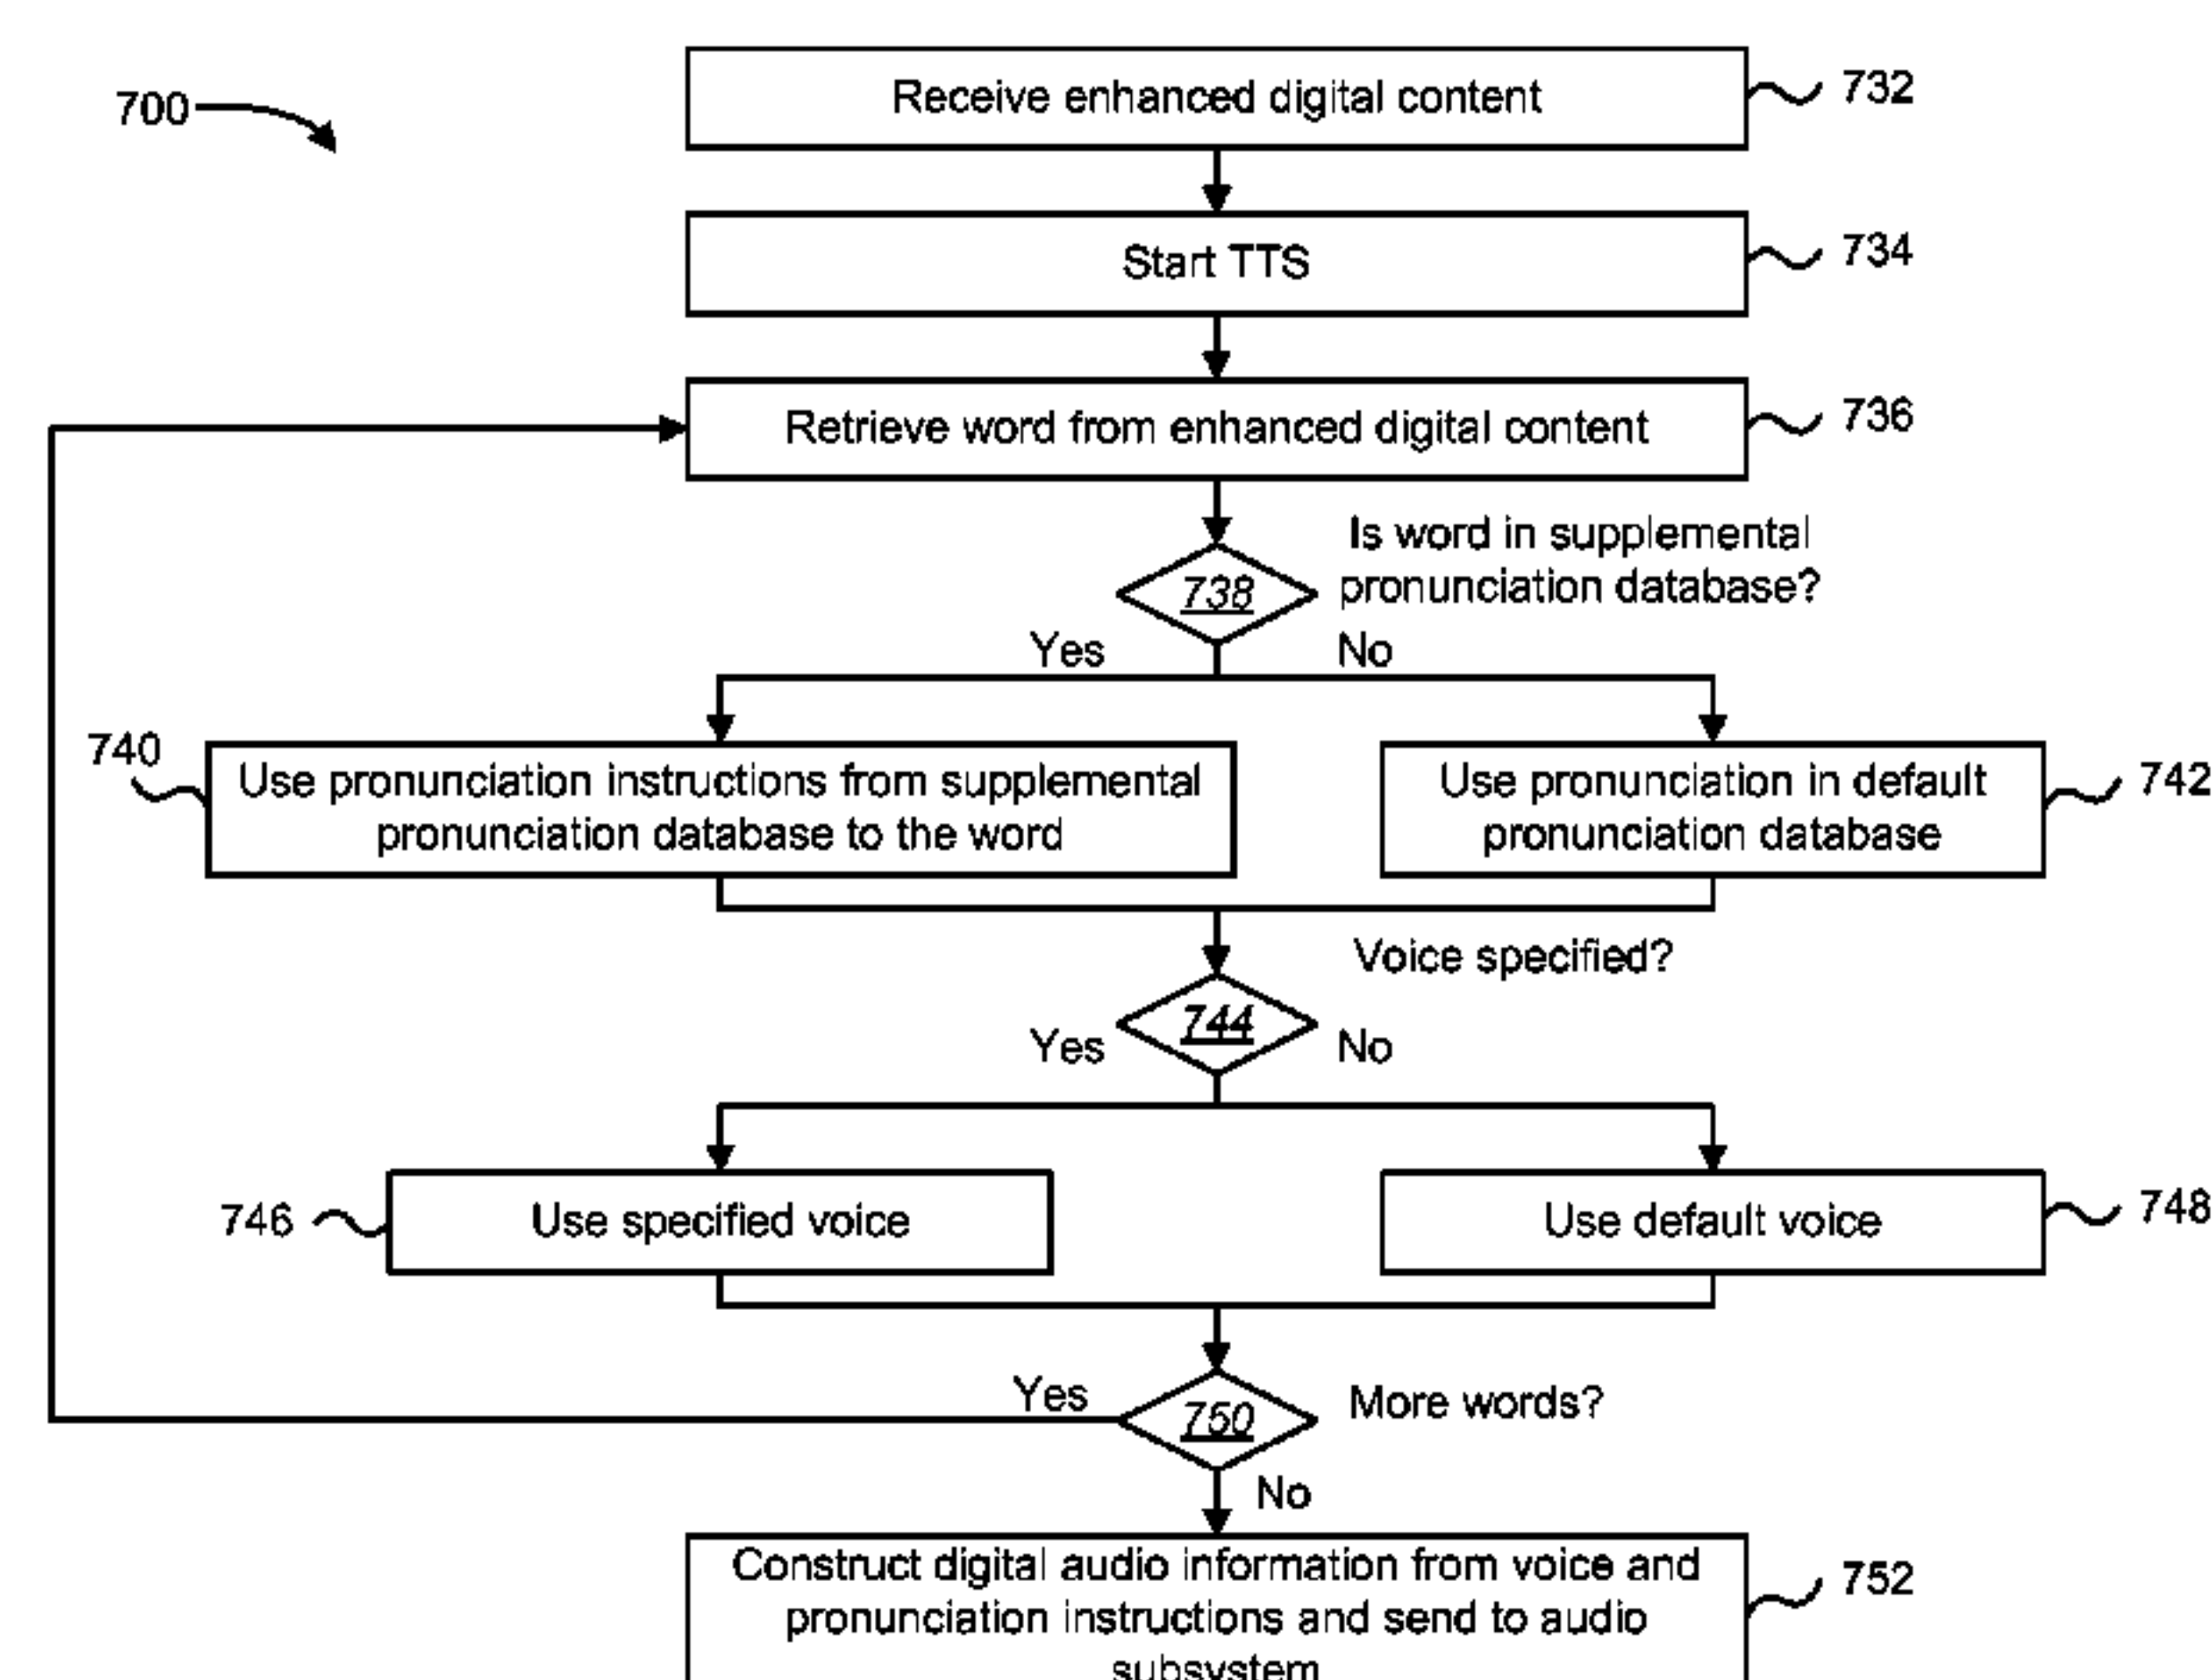 700
Receive enhanced digital content
732
Start TTS
734
Retrieve word from enhanced digital content
736
Is word in supplemental
pronunciation database?
738
Yes
No
740
Use pronunciation instructions from supplemental
pronunciation database to the word
Use pronunciation in default
pronunciation database
742
Voice specified?
744
Yes
No
746
Use specified voice
Use default voice
748
Yes
750
More words?
No
Construct digital audio information from voice and
pronunciation instructions and send to audio
subsystem
752